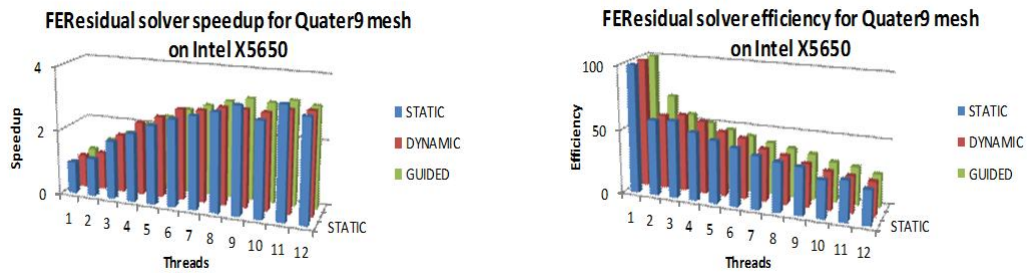 FEResidual solver speedup for Quater9 mesh
on Intel X5650
4
2
0
Speedup
1 2 3 4 5 6 7 8 9 10 11 12
Threads
STATIC
STATIC
DYNAMIC
GUIDED
FEResidual solver efficiency for Quater9 mesh
on Intel X5650
100
50
0
Efficiency
1 2 3 4 5 6 7 8 9 10 11 12
Threads
STATIC
STATIC
DYNAMIC
GUIDED